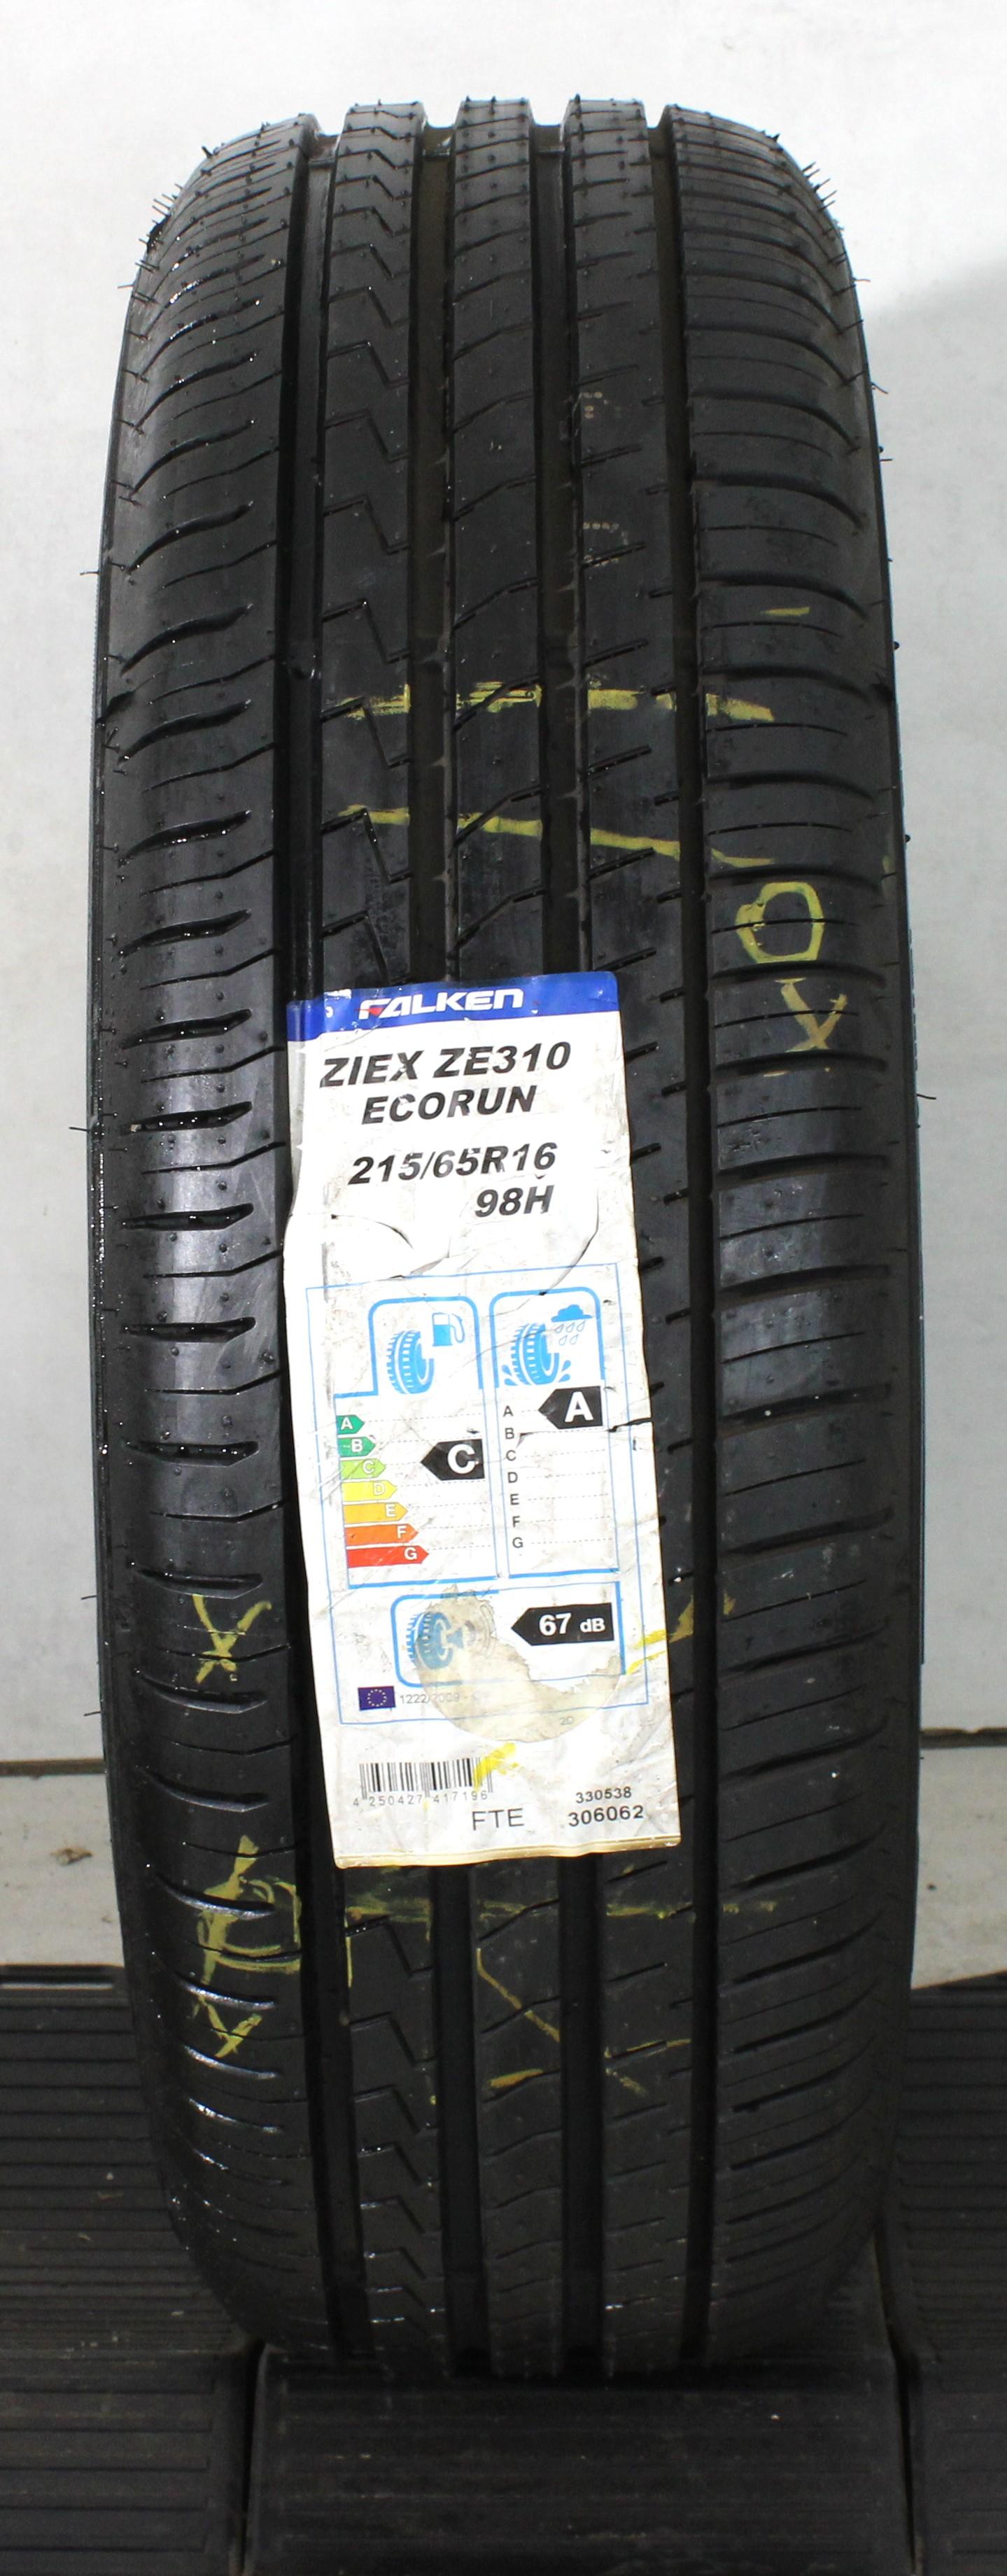 FALKEN
ZIEX ZE310
ECORUN
215/65R16
98H
A
B
C
D
E
F
G
C
A
B
C
D
E
F
G
A
67 dB
1222/2009
4 250427 417196
FTE
330538
306062
O
X
X